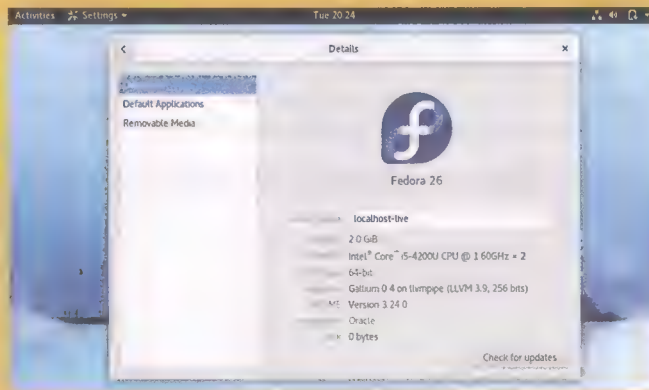 Activities Settings Tue 20 24
Details
Default Applications
Removable Media
Fedora 26
localhost-live
2 0 GiB
Intel® Core™ i5-4200U CPU @ 1 60GHz × 2
64-bit
Gallium 0 4 on llvmpipe (LLVM 3.9, 256 bits)
Version 3 24 0
Oracle
0 bytes
Check for updates